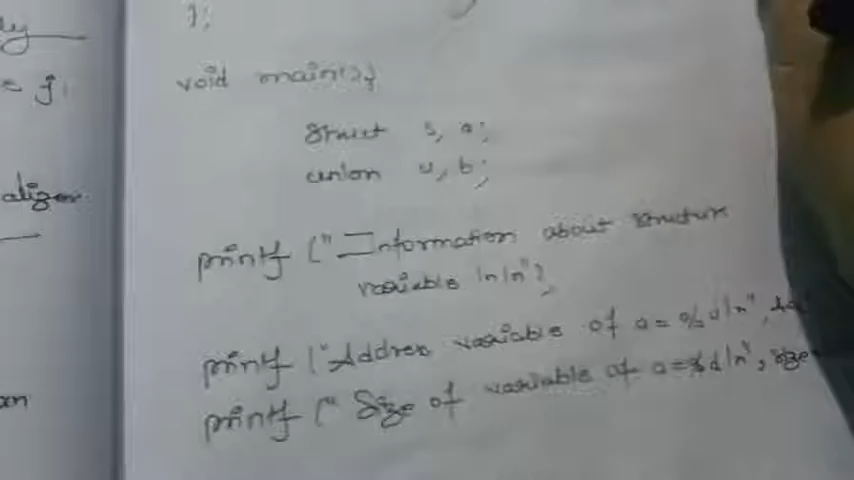 };
void main(){
struct s, a;
union u, b;
printf ("Information about structure
variable \n\n");
printf ("Address variable of a = %d\n",
printf (" Size of variable of a = %d\n", size
= j;